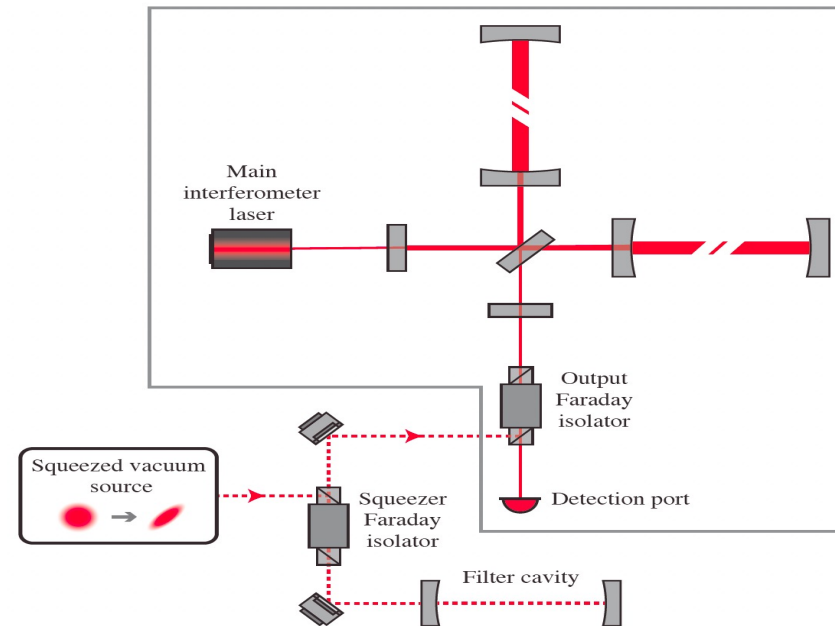 Main
interferometer
laser
Output
Faraday
isolator
Squeezed vacuum
source
Squeezer
Faraday
isolator
Detection port
Filter cavity